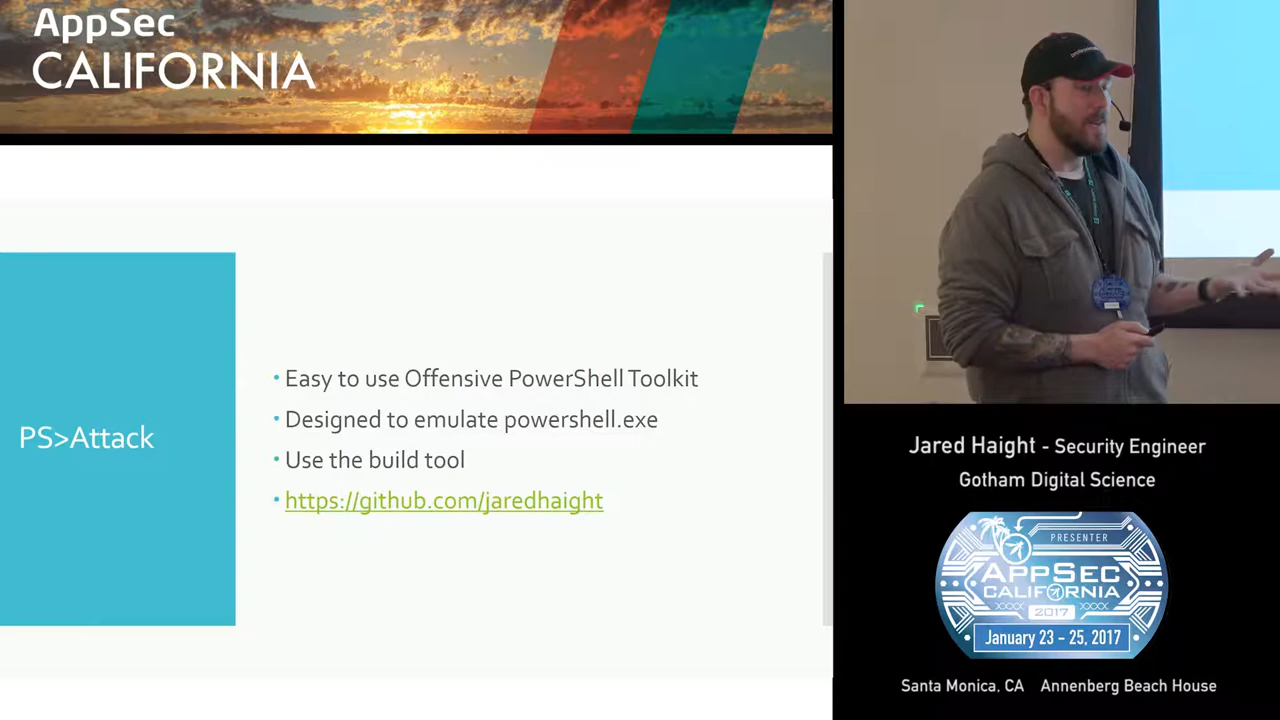 AppSec
CALIFORNIA
PS>Attack
• Easy to use Offensive PowerShell Toolkit
• Designed to emulate powershell.exe
• Use the build tool
• https://github.com/jaredhaight
Jared Haight - Security Engineer
Gotham Digital Science
PRESENTER
APPSEC
CALIFORNIA
XXXX 2017 XXXX
January 23 - 25, 2017
Santa Monica, CA Annenberg Beach House